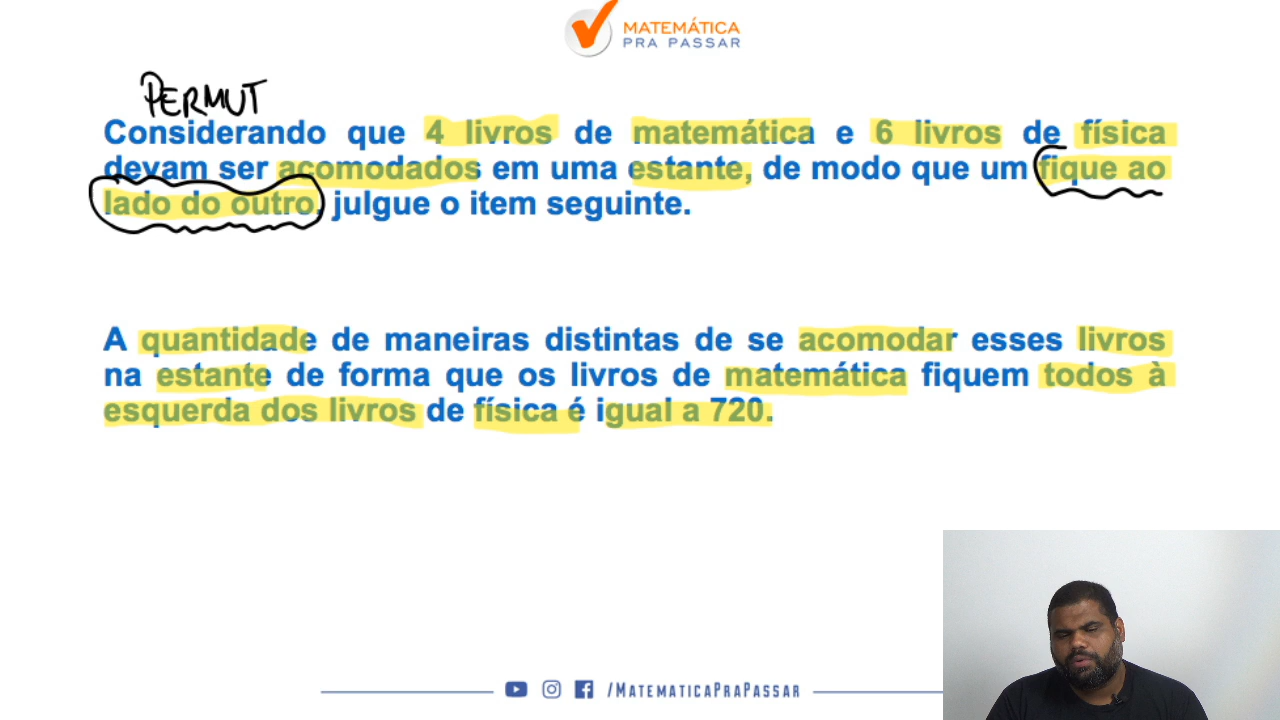 MATEMÁTICA
PRA PASSAR
PERMUT
Considerando que 4 livros de matemática e 6 livros de física
devam ser acomodados em uma estante, de modo que um fique ao
lado do outro, julgue o item seguinte.
A quantidade de maneiras distintas de se acomodar esses livros
na estante de forma que os livros de matemática fiquem todos à
esquerda dos livros de física é igual a 720.
/MATEMATICAPRAPASSAR